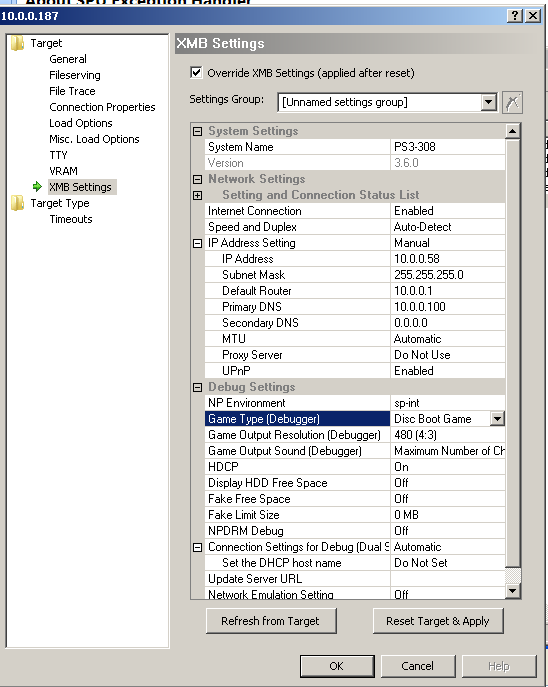 About SPU Exception Handler
10.0.0.187
Target
General
Fileserving
File Trace
Connection Properties
Load Options
Misc. Load Options
TTY
VRAM
XMB Settings
Target Type
Timeouts
XMB Settings
Override XMB Settings (applied after reset)
Settings Group: [Unnamed settings group]
System Settings
System Name PS3-308
Version 3.6.0
Network Settings
Setting and Connection Status List
Internet Connection Enabled
Speed and Duplex Auto-Detect
IP Address Setting Manual
IP Address 10.0.0.58
Subnet Mask 255.255.255.0
Default Router 10.0.0.1
Primary DNS 10.0.0.100
Secondary DNS 0.0.0.0
MTU Automatic
Proxy Server Do Not Use
UPnP Enabled
Debug Settings
NP Environment sp-int
Game Type (Debugger) Disc Boot Game
Game Output Resolution (Debugger) 480 (4:3)
Game Output Sound (Debugger) Maximum Number of Ch
HDCP On
Display HDD Free Space Off
Fake Free Space Off
Fake Limit Size 0 MB
NPDRM Debug Off
Connection Settings for Debug (Dual S Automatic
Set the DHCP host name Do Not Set
Update Server URL
Network Emulation Setting Off
Refresh from Target Reset Target & Apply
OK Cancel Help